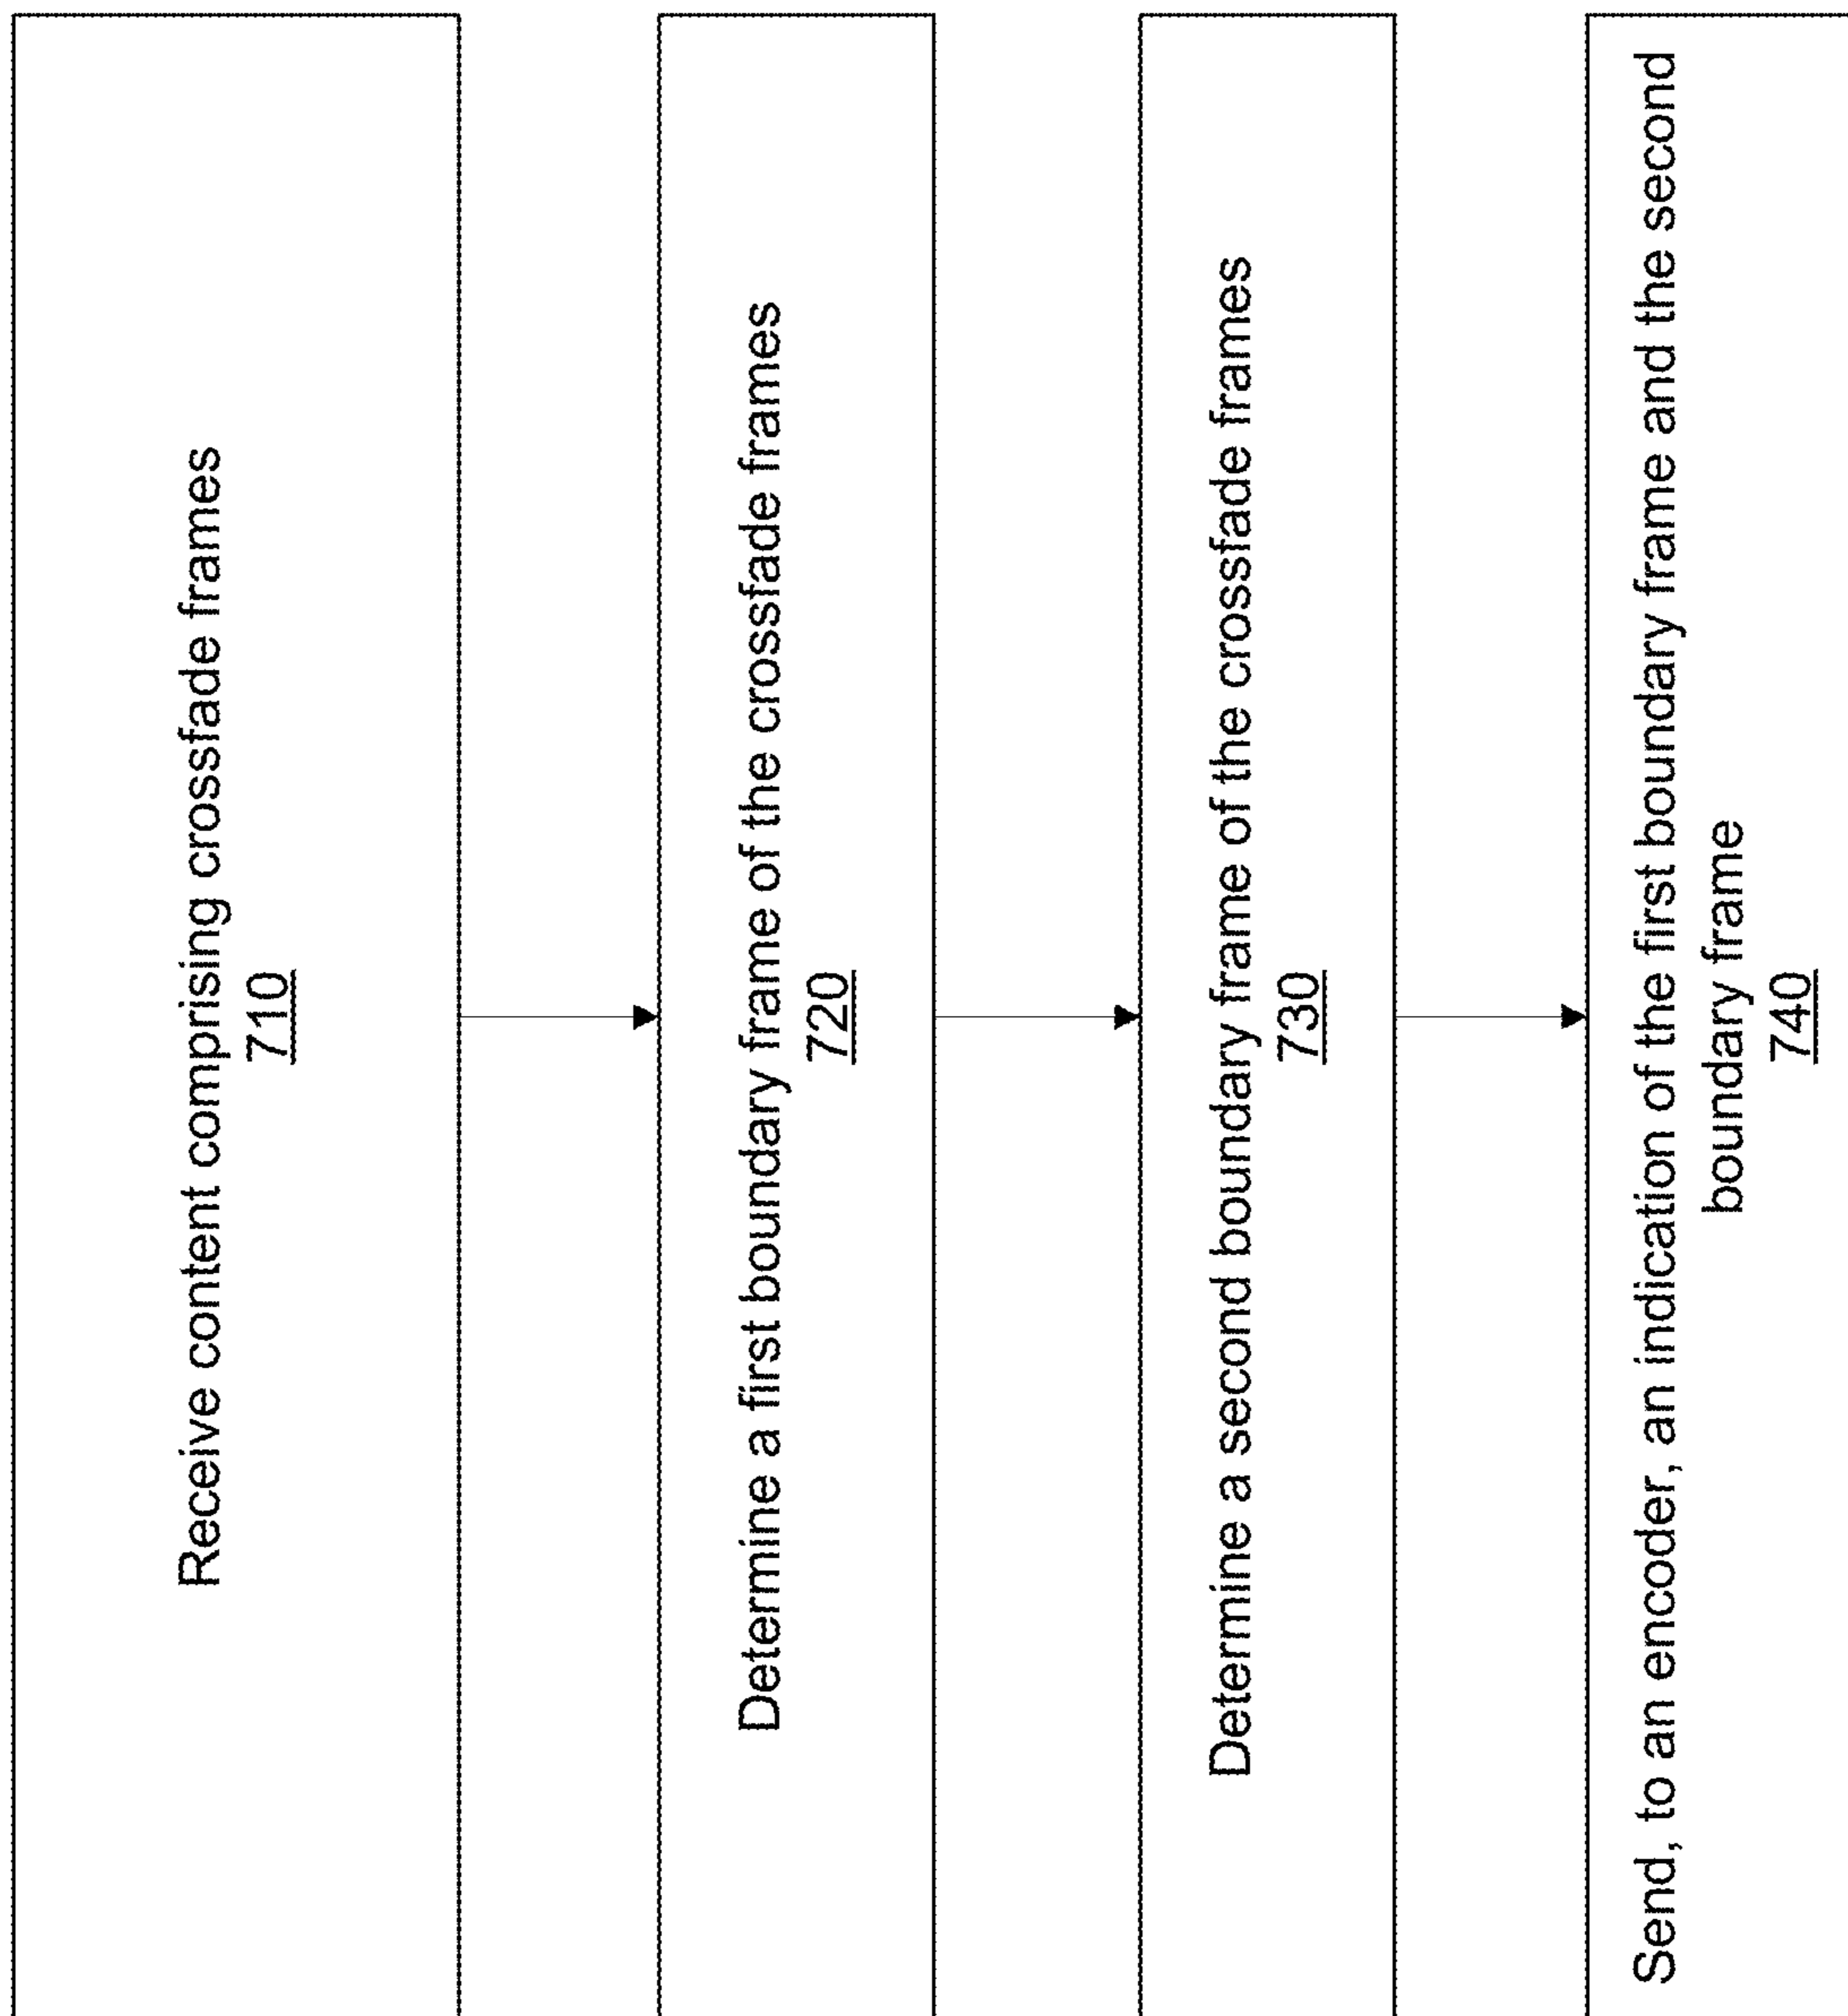 Receive content comprising crossfade frames
710
Determine a first boundary frame of the crossfade frames
720
Determine a second boundary frame of the crossfade frames
730
Send, to an encoder, an indication of the first boundary frame and the second
boundary frame
740